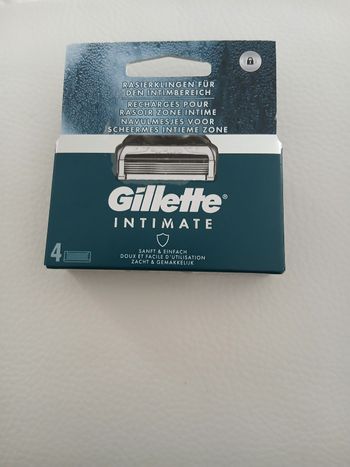 RASIERKLINGEN FÜR
DEN INTIMBEREICH
RECHARGES POUR
RASOIR ZONE INTIME
NAVULMESJES VOOR
SCHEERMES INTIEME ZONE
Gillette®
INTIMATE
SANFT & EINFACH
DOUX ET FACILE D'UTILISATION
ZACHT & GEMAKKELIJK
4